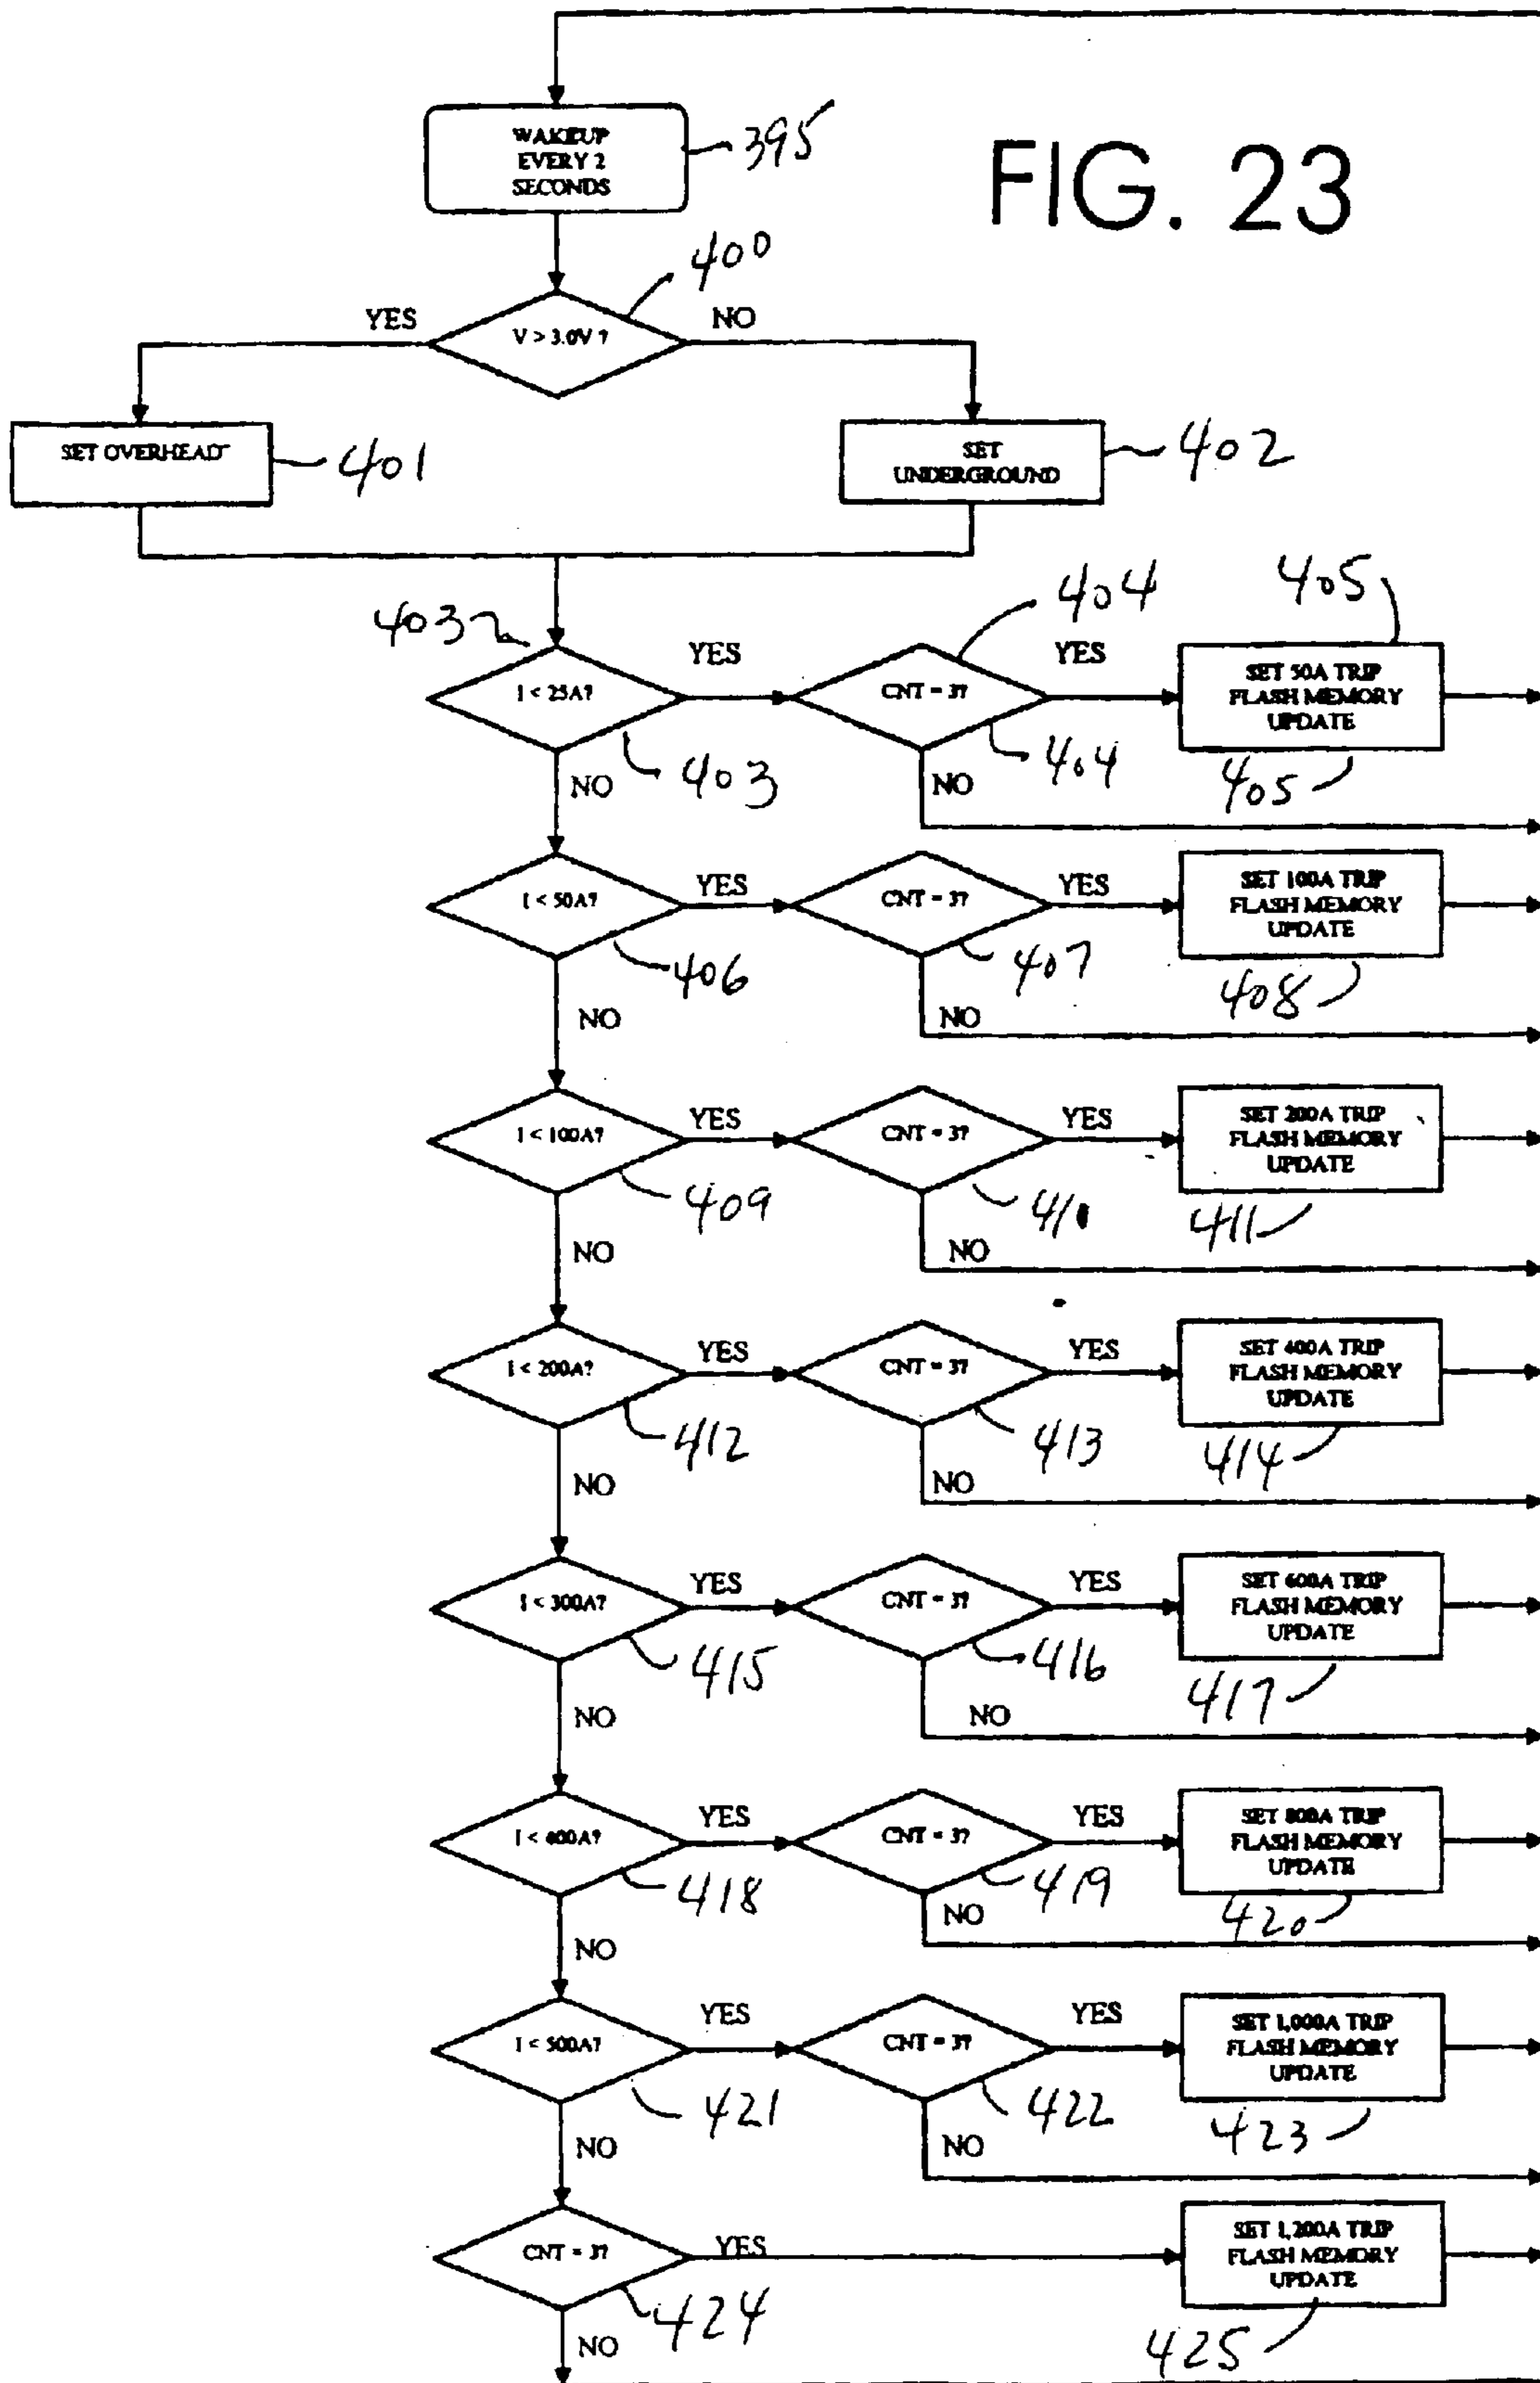 FIG. 23
WAKEUP
EVERY 2
SECONDS
395
400
YES
V > 3.0V ?
NO
SET OVERHEAD
401
SET
UNDERGROUND
402
403
404
405
I < 25A?
YES
CNT = 3?
YES
SET 50A TRIP
FLASH MEMORY
UPDATE
403
404
405
NO
NO
I < 50A?
YES
CNT = 3?
YES
SET 100A TRIP
FLASH MEMORY
UPDATE
406
407
408
NO
NO
I < 100A?
YES
CNT = 3?
YES
SET 200A TRIP
FLASH MEMORY
UPDATE
409
410
411
NO
NO
I < 200A?
YES
CNT = 3?
YES
SET 400A TRIP
FLASH MEMORY
UPDATE
412
413
414
NO
NO
I < 300A?
YES
CNT = 3?
YES
SET 600A TRIP
FLASH MEMORY
UPDATE
415
416
417
NO
NO
I < 400A?
YES
CNT = 3?
YES
SET 800A TRIP
FLASH MEMORY
UPDATE
418
419
420
NO
NO
I < 500A?
YES
CNT = 3?
YES
SET 1,000A TRIP
FLASH MEMORY
UPDATE
421
422
423
NO
NO
CNT = 3?
YES
SET 1,200A TRIP
FLASH MEMORY
UPDATE
424
425
NO